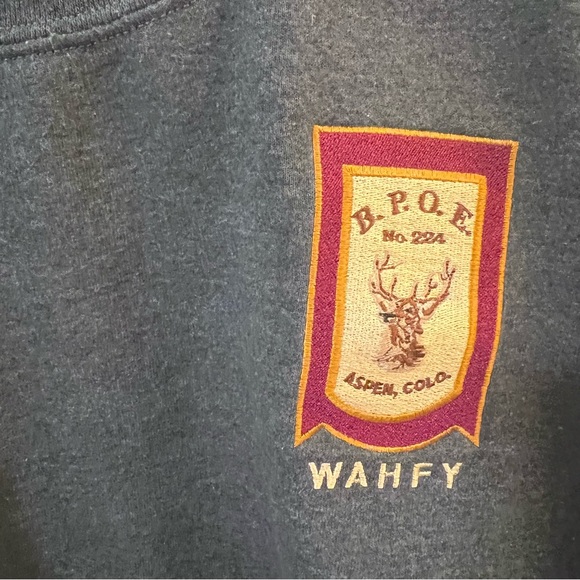 B. P. O. E.
No. 224
ASPEN, COLO.
WAHFY